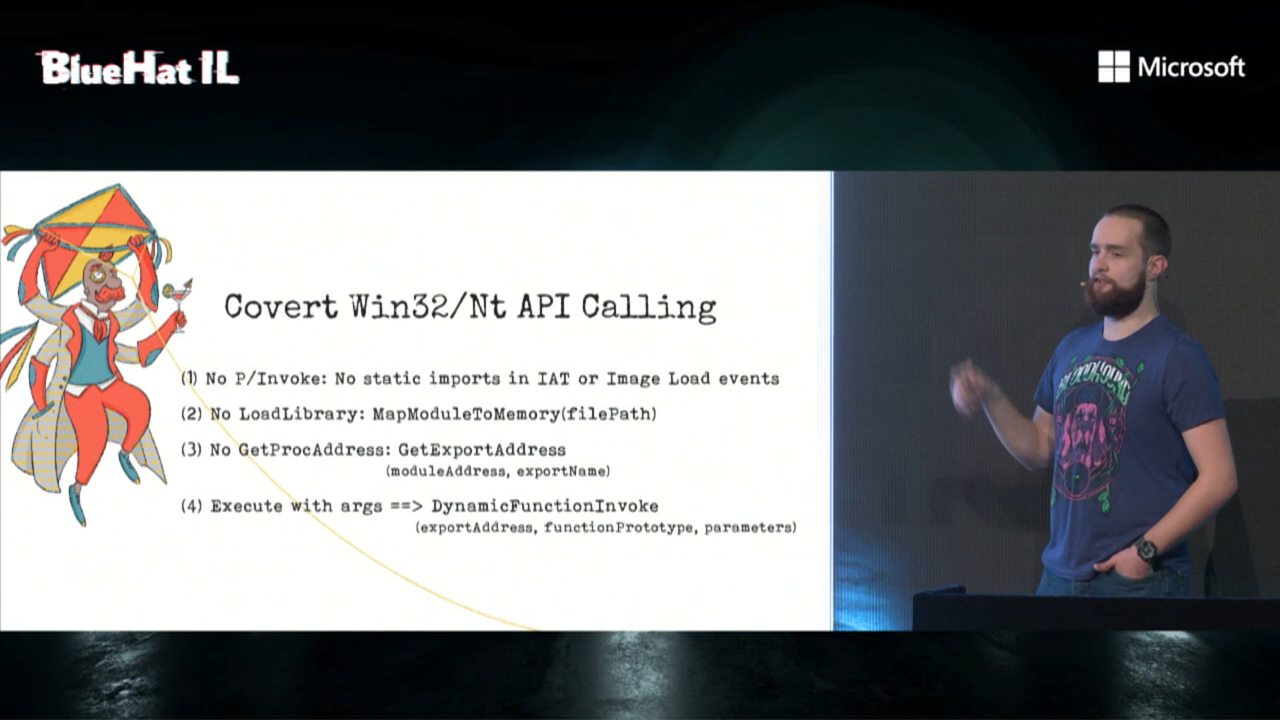 BlueHat IL
Microsoft
Covert Win32/Nt API Calling
(1) No P/Invoke: No static imports in IAT or Image Load events
(2) No LoadLibrary: MapModuleToMemory(filePath)
(3) No GetProcAddress: GetExportAddress
(moduleAddress, exportName)
(4) Execute with args ==> DynamicFunctionInvoke
(exportAddress, functionPrototype, parameters)